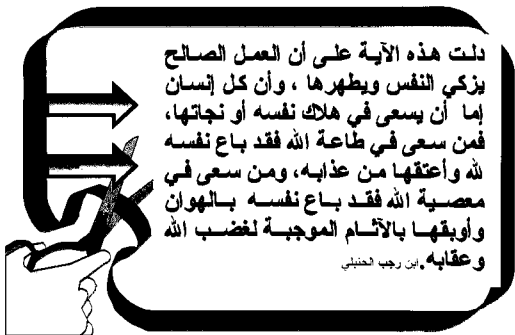 دلت هذه الآية على أن العمل الصالح
يزكي النفس ويطهرها ، وأن كل إنسان
إما أن يسعى في هلاك نفسه أو نجاتها،
فمن سعى في طاعة الله فقد باع نفسه
لله وأعتقها من عذابه، ومن سعى في
معصية الله فقد باع نفسه بالهوان
وأوبقها بالآثام الموجبة لغضب الله
وعقابه. ابن رجب الحنبلي